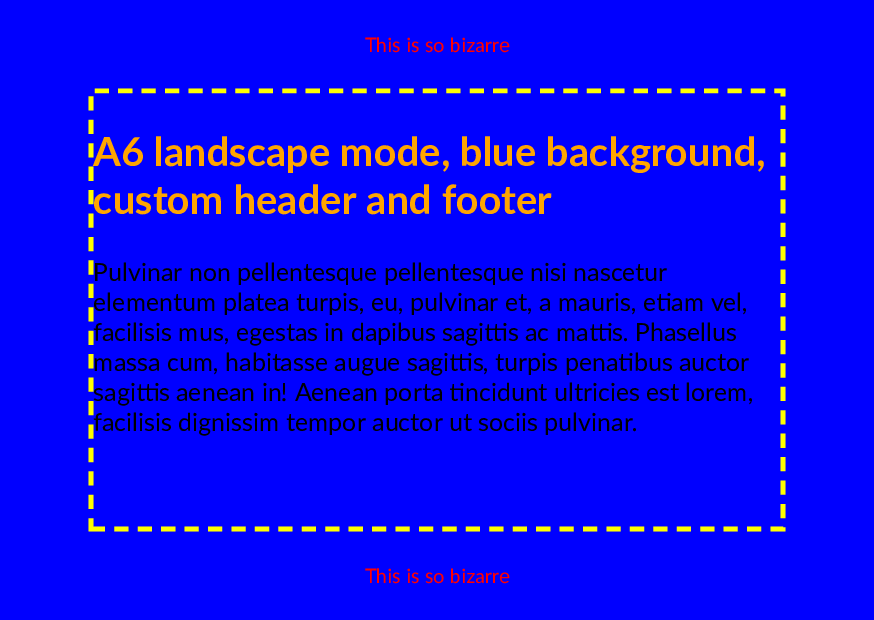 This is so bizarre
A6 landscape mode, blue background,
custom header and footer
Pulvinar non pellentesque pellentesque nisi nascetur
elementum platea turpis, eu, pulvinar et, a mauris, etiam vel,
facilisis mus, egestas in dapibus sagittis ac mattis. Phasellus
massa cum, habitasse augue sagittis, turpis penatibus auctor
sagittis aenean in! Aenean porta tincidunt ultricies est lorem,
facilisis dignissim tempor auctor ut sociis pulvinar.
This is so bizarre